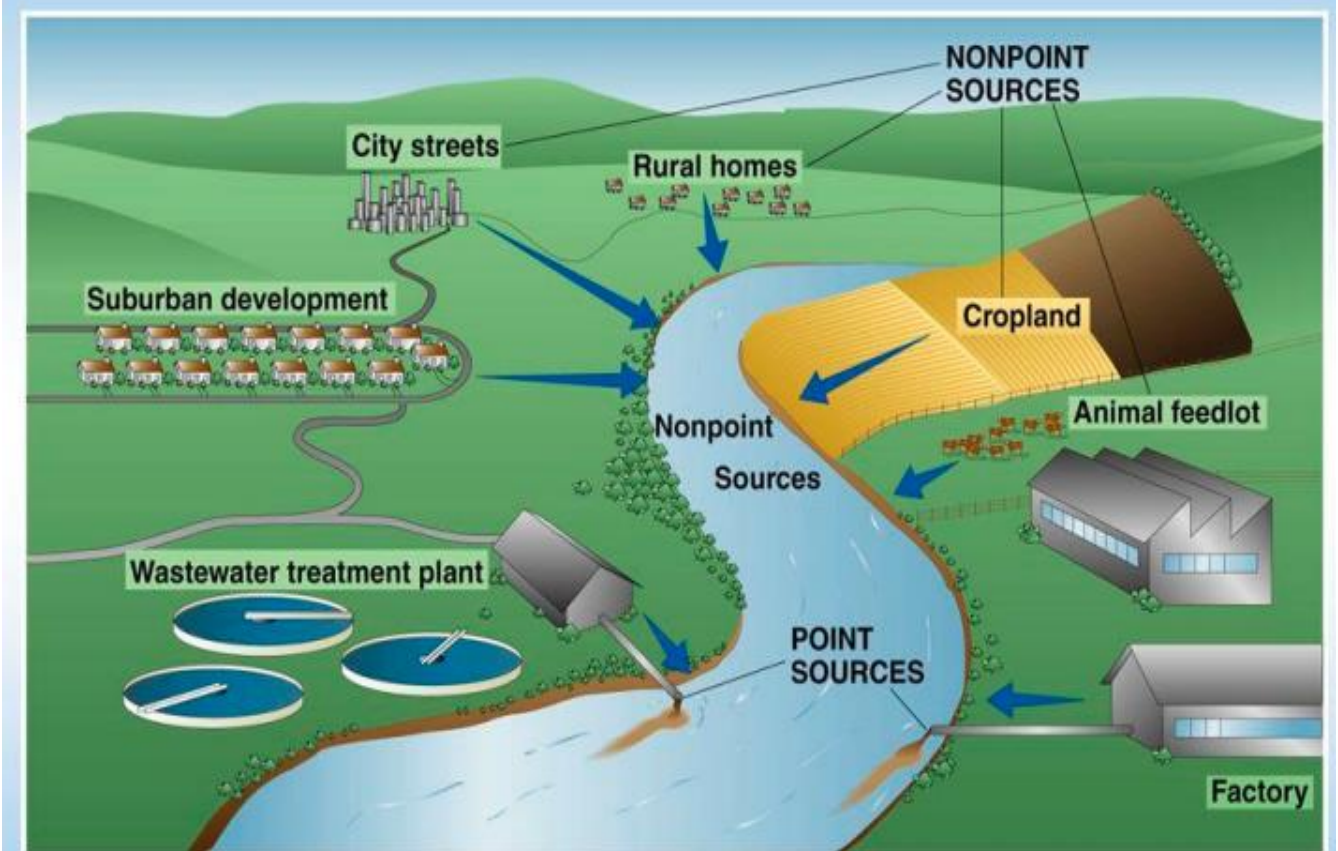 NONPOINT
SOURCES
City streets
Rural homes
Suburban development
Cropland
Animal feedlot
Nonpoint
Sources
Wastewater treatment plant
POINT
SOURCES
Factory